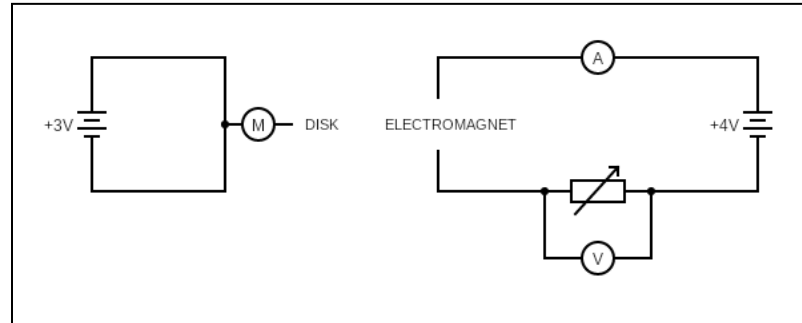 A
+3V
M
DISK
ELECTROMAGNET
+4V
V